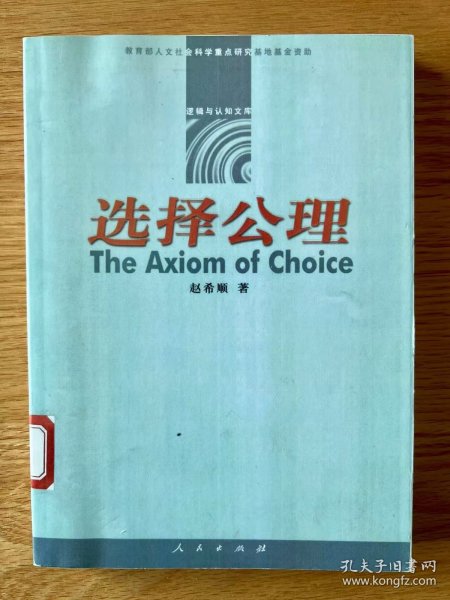 教育部人文社会科学重点研究基地基金资助
逻辑与认知文库
选择公理
The Axiom of Choice
赵希顺 著
人民出版社
孔夫子旧书网
www.kongfz.com